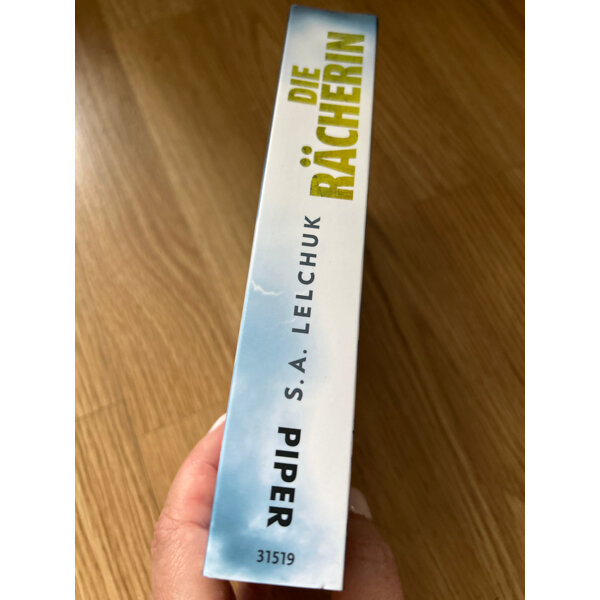 DIE
RÄCHERIN
S. A. LELCHUK
PIPER
31519